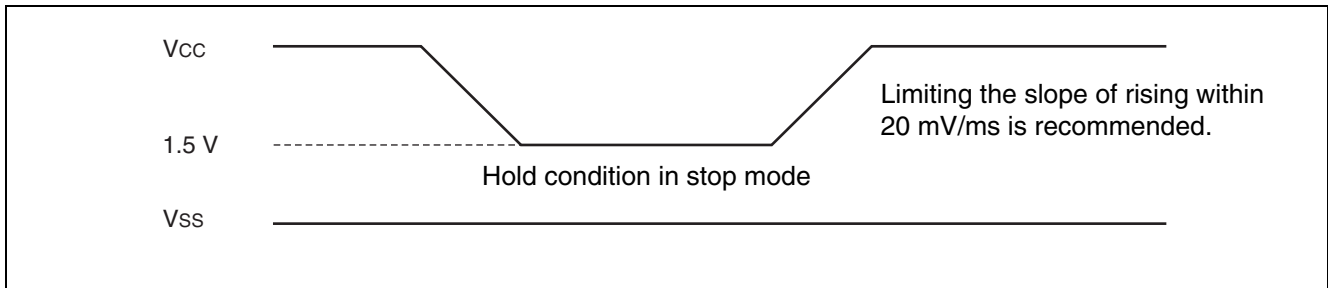 Vcc
Limiting the slope of rising within
20 mV/ms is recommended.
1.5 V
Hold condition in stop mode
Vss